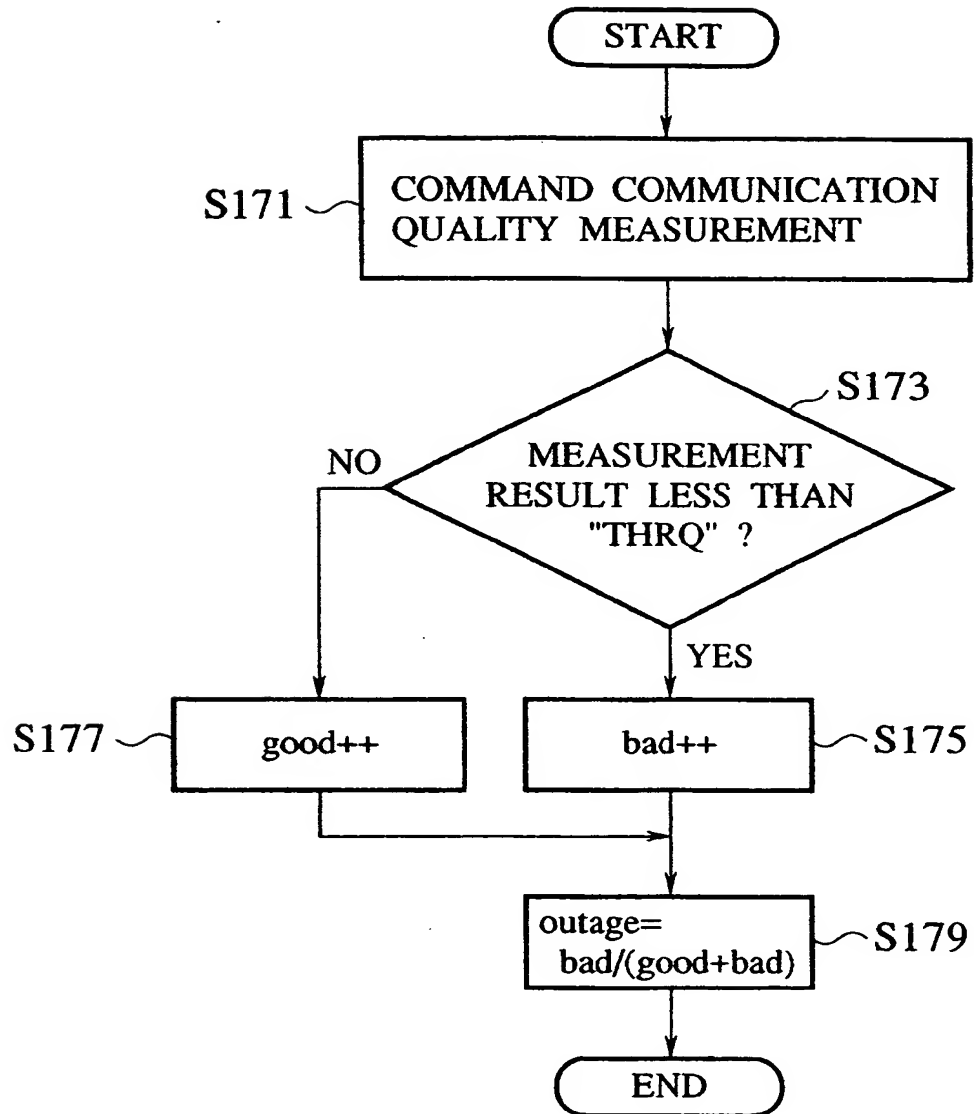 START
S171
COMMAND COMMUNICATION
QUALITY MEASUREMENT
S173
MEASUREMENT
RESULT LESS THAN
"THRQ" ?
NO
YES
S177
good++
bad++
S175
outage=
bad/(good+bad)
S179
END